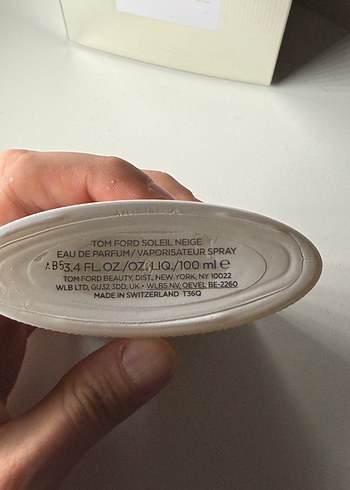 TOM FORD SOLEIL NEIGE
EAU DE PARFUM/VAPORISATEUR SPRAY
AB5 3.4 FL.OZ./OZ.LIQ./100 ml e
TOM FORD BEAUTY, DIST., NEW YORK, NY 10022
WLB LTD, GU32 3DD, UK • WLBS NV, OEVEL BE-2260
MADE IN SWITZERLAND T36Q